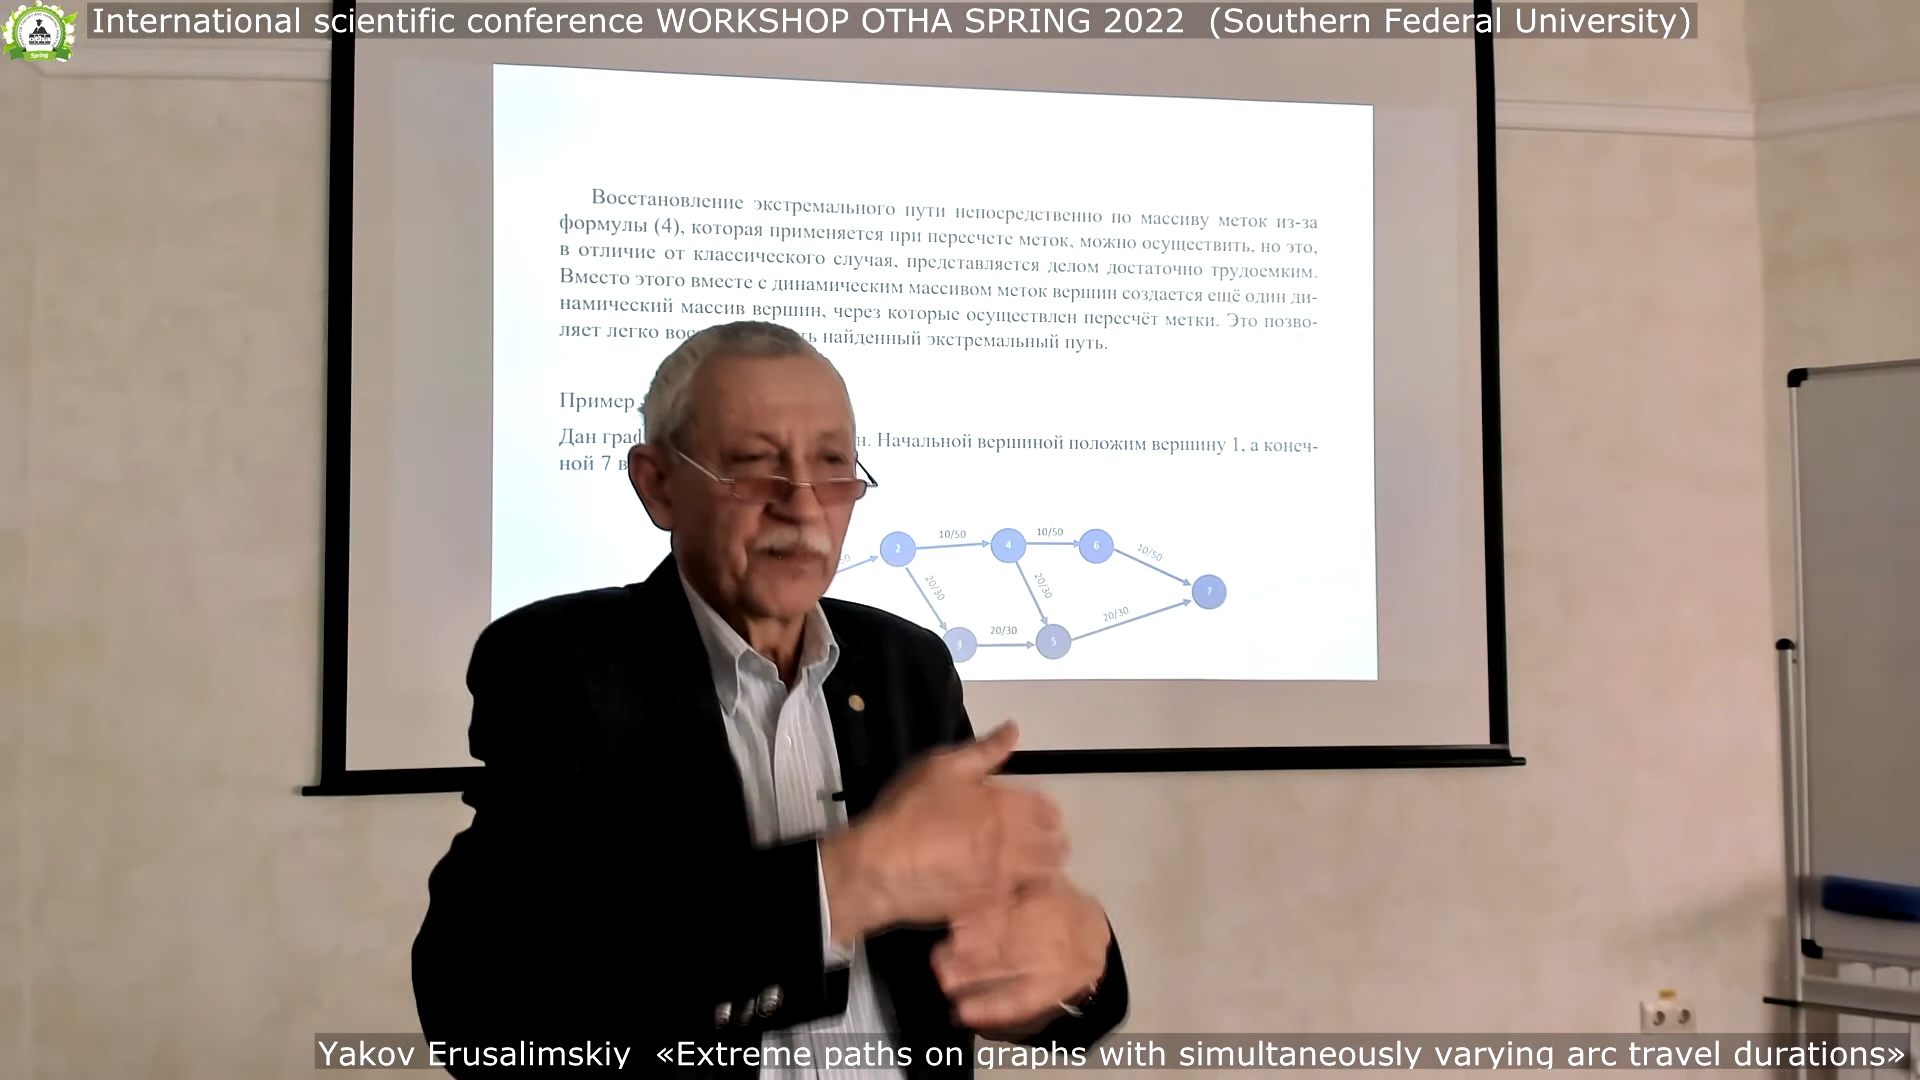 International scientific conference WORKSHOP OTHA SPRING 2022 (Southern Federal University)
Восстановление экстремального пути непосредственно по массиву меток из-за
формулы (4), которая применяется при пересчете меток, можно осуществить, но это,
в отличие от классического случая, представляется делом достаточно трудоемким.
Вместо этого вместе с динамическим массивом меток вершин создается ещё один ди-
намический массив вершин, через которые осуществлен пересчёт метки. Это позво-
ляет легко найденный экстремальный путь.
Пример
Дан Начальной вершиной положим вершину 1, а конеч-
ной 7
10/50 10/50 10/50
2 4 6
20/30 20/30
7
20/30 20/30
3 5
Yakov Erusalimskiy «Extreme paths on graphs with simultaneously varying arc travel durations»